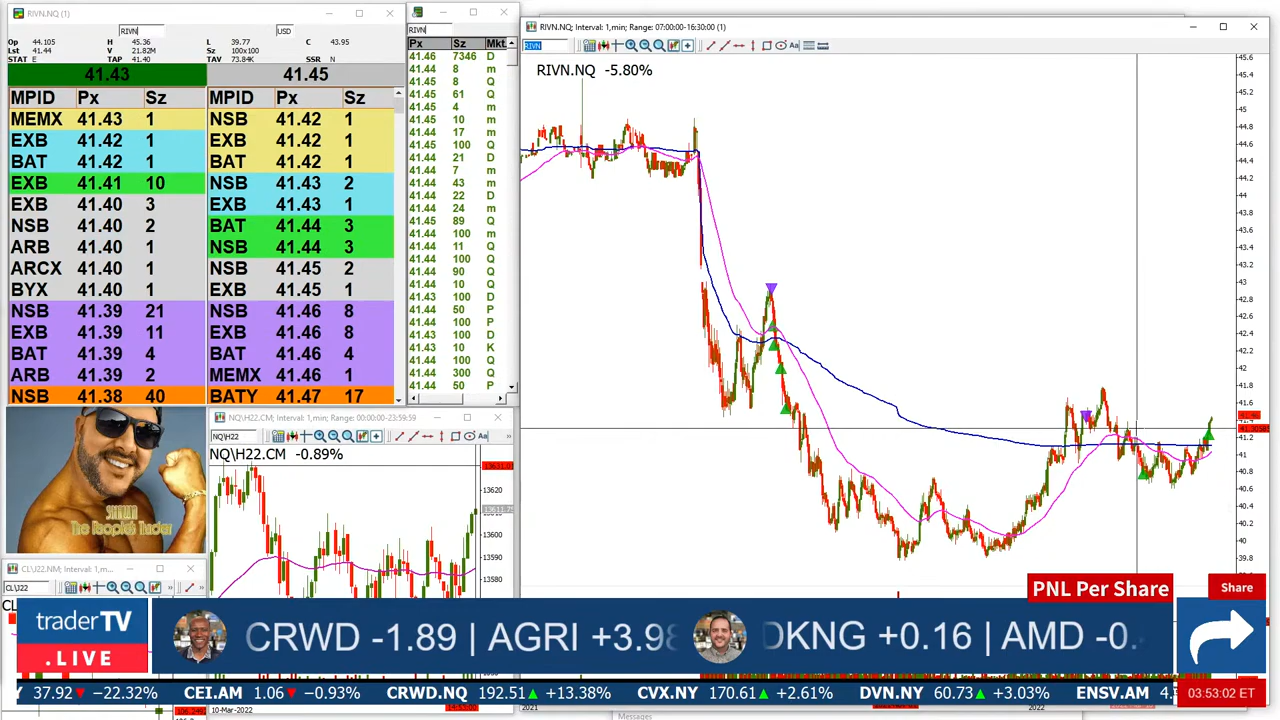 RIVN.NQ (1)
RIVN
USD
Op 44.105 H 45.36 L 39.77 C 43.95
Lst 41.44 V 21.82M Sz 100x100
STAT E TAP 41.40 TAV 73.84K SSR N
41.43 41.45
MPID Px Sz MPID Px Sz
MEMX 41.43 1 NSB 41.42 1
EXB 41.42 1 EXB 41.42 1
BAT 41.42 1 BAT 41.42 1
EXB 41.41 10 NSB 41.43 2
EXB 41.40 3 EXB 41.43 1
NSB 41.40 2 BAT 41.44 3
ARB 41.40 1 NSB 41.44 3
ARCX 41.40 1 NSB 41.45 2
BYX 41.40 1 EXB 41.45 1
NSB 41.39 21 NSB 41.46 8
EXB 41.39 11 EXB 41.46 8
BAT 41.39 4 BAT 41.46 4
ARB 41.39 2 MEMX 41.46 1
NSB 41.38 40 BATY 41.47 17
RIVN
Px Sz Mkt
41.46 7346 D
41.44 8 m
41.45 8 Q
41.45 61 Q
41.45 4 m
41.45 10 m
41.44 17 m
41.45 100 Q
41.44 21 D
41.44 7 m
41.44 43 m
41.44 22 D
41.44 24 m
41.45 89 Q
41.44 100 m
41.44 11 Q
41.44 100 Q
41.44 90 Q
41.44 10 Q
41.43 100 D
41.44 50 P
41.44 100 P
41.43 100 D
41.43 10 K
41.44 100 Q
41.44 300 Q
41.44 50 P
RIVN.NQ; Interval: 1,min; Range: 07:00:00-16:30:00 (1)
RIVN
Aa
RIVN.NQ -5.80%
45.6
45.4
45.2
45
44.8
44.6
44.4
44.2
44
43.8
43.6
43.4
43.2
43
42.8
42.6
42.4
42.2
42
41.8
41.6
41.4
41.2
41
40.8
40.6
40.4
40.2
40
39.8
2021
2022
The People's Trader
NQ\H22.CM; Interval: 1,min; Range: 00:00:00-23:59:59
NQ\H22
Aa
NQ\H22.CM -0.89%
13620
13600
13590
13580
10-Mar-2022
CL\J22.NM; Interval: 1,m...
CL\J22
PNL Per Share
Share
traderTV
.LIVE
CRWD -1.89 | AGRI +3.98
DKNG +0.16 | AMD -0.
37.92 -22.32% CEI.AM 1.06 -0.93% CRWD.NQ 192.51 +13.38% CVX.NY 170.61 +2.61% DVN.NY 60.73 +3.03% ENSV.AM 4.
03:53:02 ET
Messages